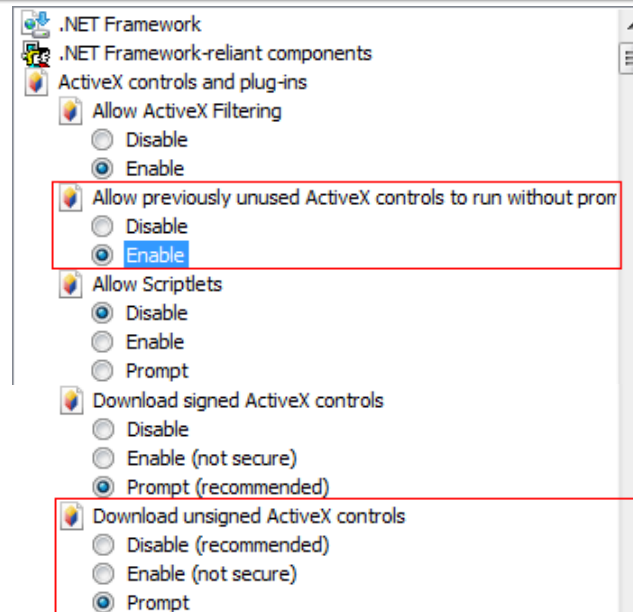 .NET Framework
.NET Framework-reliant components
ActiveX controls and plug-ins
Allow ActiveX Filtering
Disable
Enable
Allow previously unused ActiveX controls to run without prom
Disable
Enable
Allow Scriptlets
Disable
Enable
Prompt
Download signed ActiveX controls
Disable
Enable (not secure)
Prompt (recommended)
Download unsigned ActiveX controls
Disable (recommended)
Enable (not secure)
Prompt